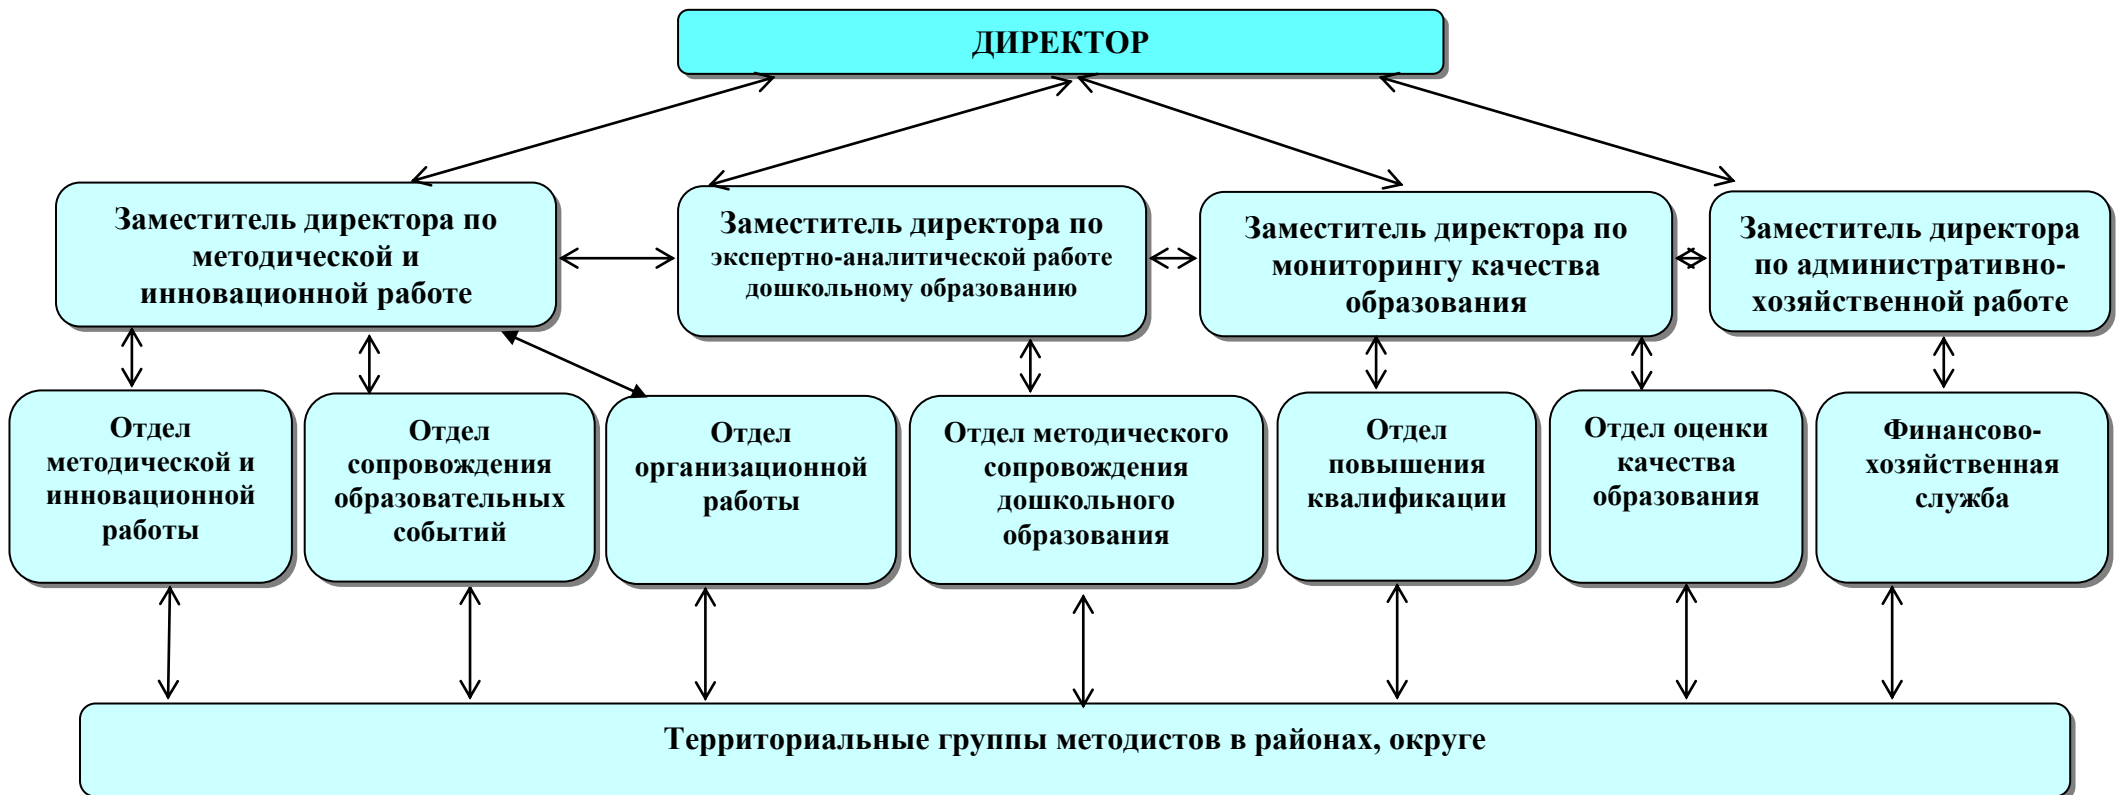 ДИРЕКТОР
Заместитель директора по
методической и
инновационной работе
Заместитель директора по
экспертно-аналитической работе
дошкольному образованию
Заместитель директора по
мониторингу качества
образования
Заместитель директора
по административно-
хозяйственной работе
Отдел
методической и
инновационной
работы
Отдел
сопровождения
образовательных
событий
Отдел
организационной
работы
Отдел методического
сопровождения
дошкольного
образования
Отдел
повышения
квалификации
Отдел оценки
качества
образования
Финансово-
хозяйственная
служба
Территориальные группы методистов в районах, округе